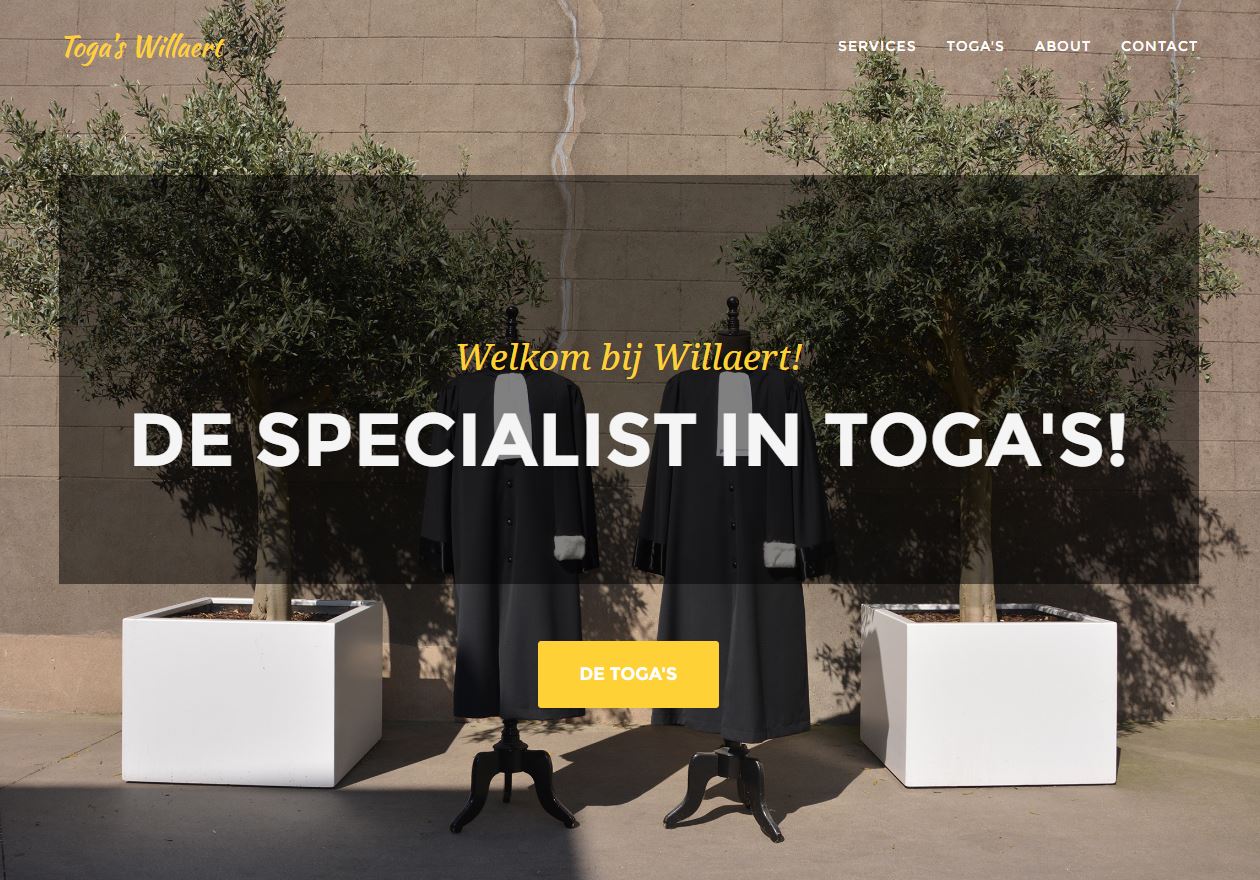 Toga's Willaert
SERVICES TOGA'S ABOUT CONTACT
Welkom bij Willaert!
DE SPECIALIST IN TOGA'S!
DE TOGA'S